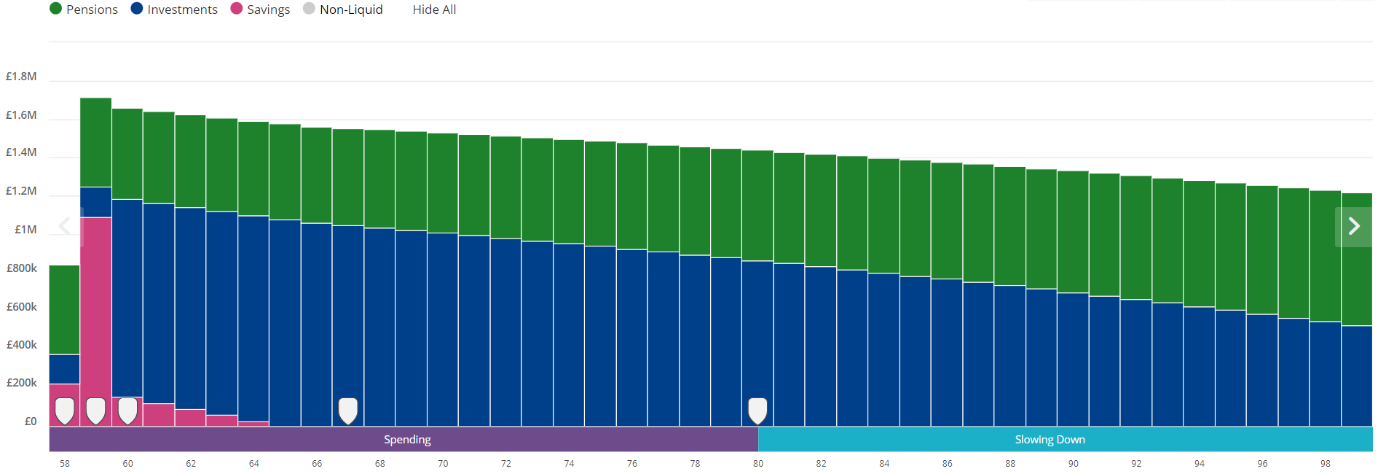 Pensions Investments Savings Non-Liquid Hide All
£1.8M
£1.6M
£1.4M
£1.2M
£1M
£800k
£600k
£400k
£200k
£0
Spending Slowing Down
58 60 62 64 66 68 70 72 74 76 78 80 82 84 86 88 90 92 94 96 98